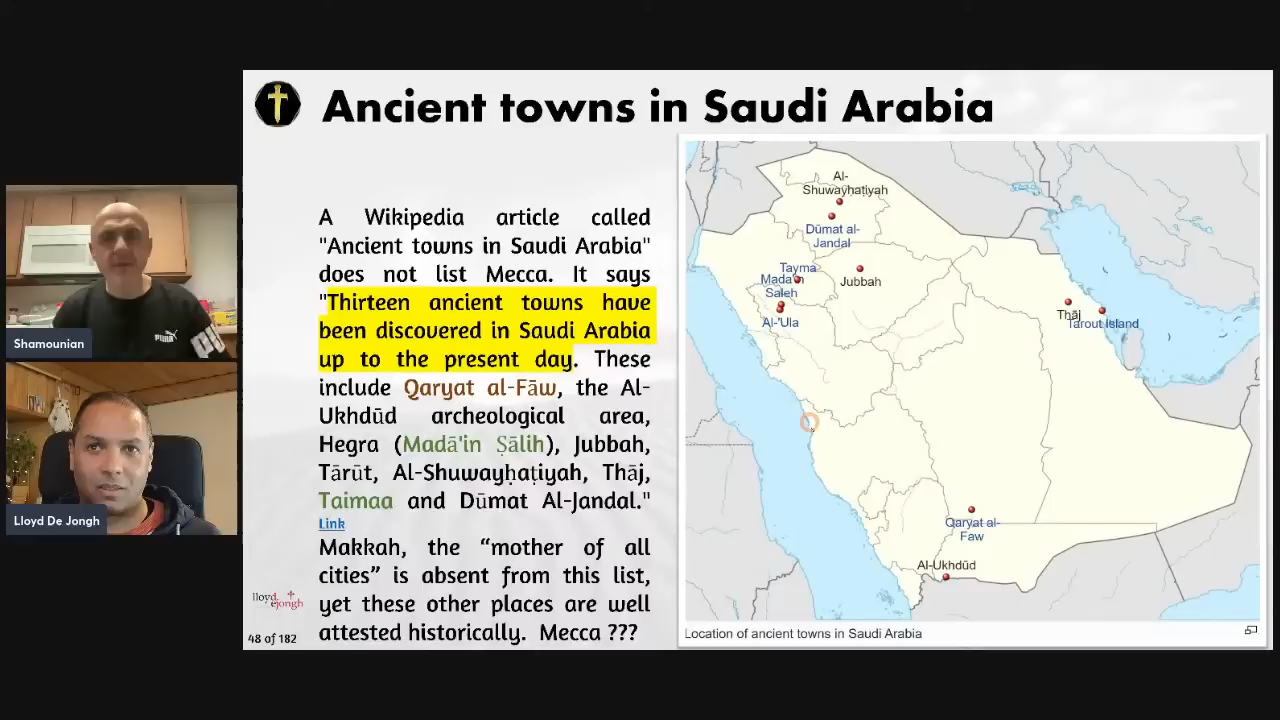 Ancient towns in Saudi Arabia
A Wikipedia article called
"Ancient towns in Saudi Arabia"
does not list Mecca. It says
"Thirteen ancient towns have
been discovered in Saudi Arabia
up to the present day. These
include Qaryat al-Fāw, the Al-
Ukhdūd archeological area,
Hegra (Madā'in Ṣālih), Jubbah,
Tārūt, Al-Shuwayḥaṭiyah, Thāj,
Taimaa and Dūmat Al-Jandal."
Link
Makkah, the “mother of all
cities” is absent from this list,
yet these other places are well
attested historically. Mecca ???
lloyd
dejongh
48 of 182
Al-
Shuwayḥaṭiyah
Dūmat al-
Jandal
Tayma
Jubbah
Mada'in
Saleh
Al-'Ula
Thāj
Tarout Island
Qaryat al-
Faw
Al-Ukhdūd
Location of ancient towns in Saudi Arabia
Shamounian
PUMA
Lloyd De Jongh